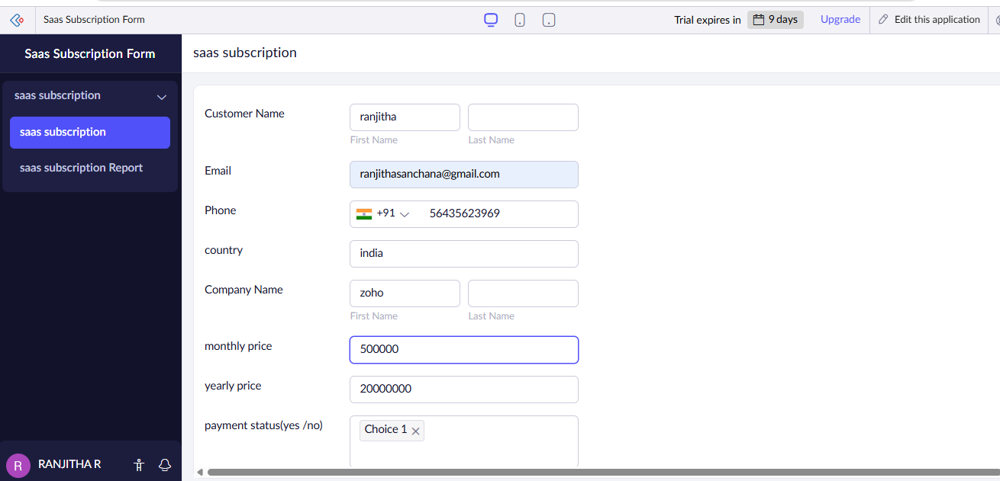 Saas Subscription Form
Trial expires in 9 days Upgrade Edit this application
Saas Subscription Form
saas subscription
saas subscription
saas subscription
saas subscription Report
Customer Name ranjitha
First Name Last Name
Email ranjithasanchana@gmail.com
Phone +91 56435623969
country india
Company Name zoho
First Name Last Name
monthly price 500000
yearly price 20000000
payment status(yes /no) Choice 1
R RANJITHA R